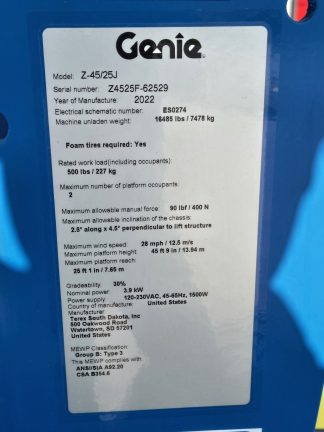 Genie
Model: Z-45/25J
Serial number: Z4525F-62529
Year of Manufacture: 2022
Electrical schematic number: ES0274
Machine unladen weight: 16485 lbs / 7478 kg
Foam tires required: Yes
Rated work load(including occupants):
500 lbs / 227 kg
Maximum number of platform occupants:
2
Maximum allowable manual force: 90 lbf / 400 N
Maximum allowable inclination of the chassis:
2.5° along x 4.5° perpendicular to lift structure
Maximum wind speed: 28 mph / 12.5 m/s
Maximum platform height: 45 ft 9 in / 13.94 m
Maximum platform reach:
25 ft 1 in / 7.65 m
Gradeability: 30%
Nominal power: 3.9 kW
Power supply 120-230VAC, 45-65Hz, 1500W
Country of manufacture: United States
Manufacturer:
Terex South Dakota, Inc
500 Oakwood Road
Watertown, SD 57201
United States
MEWP Classification:
Group B: Type 3
This MEWP complies with
ANSI/SIA A92.20
CSA B354.6